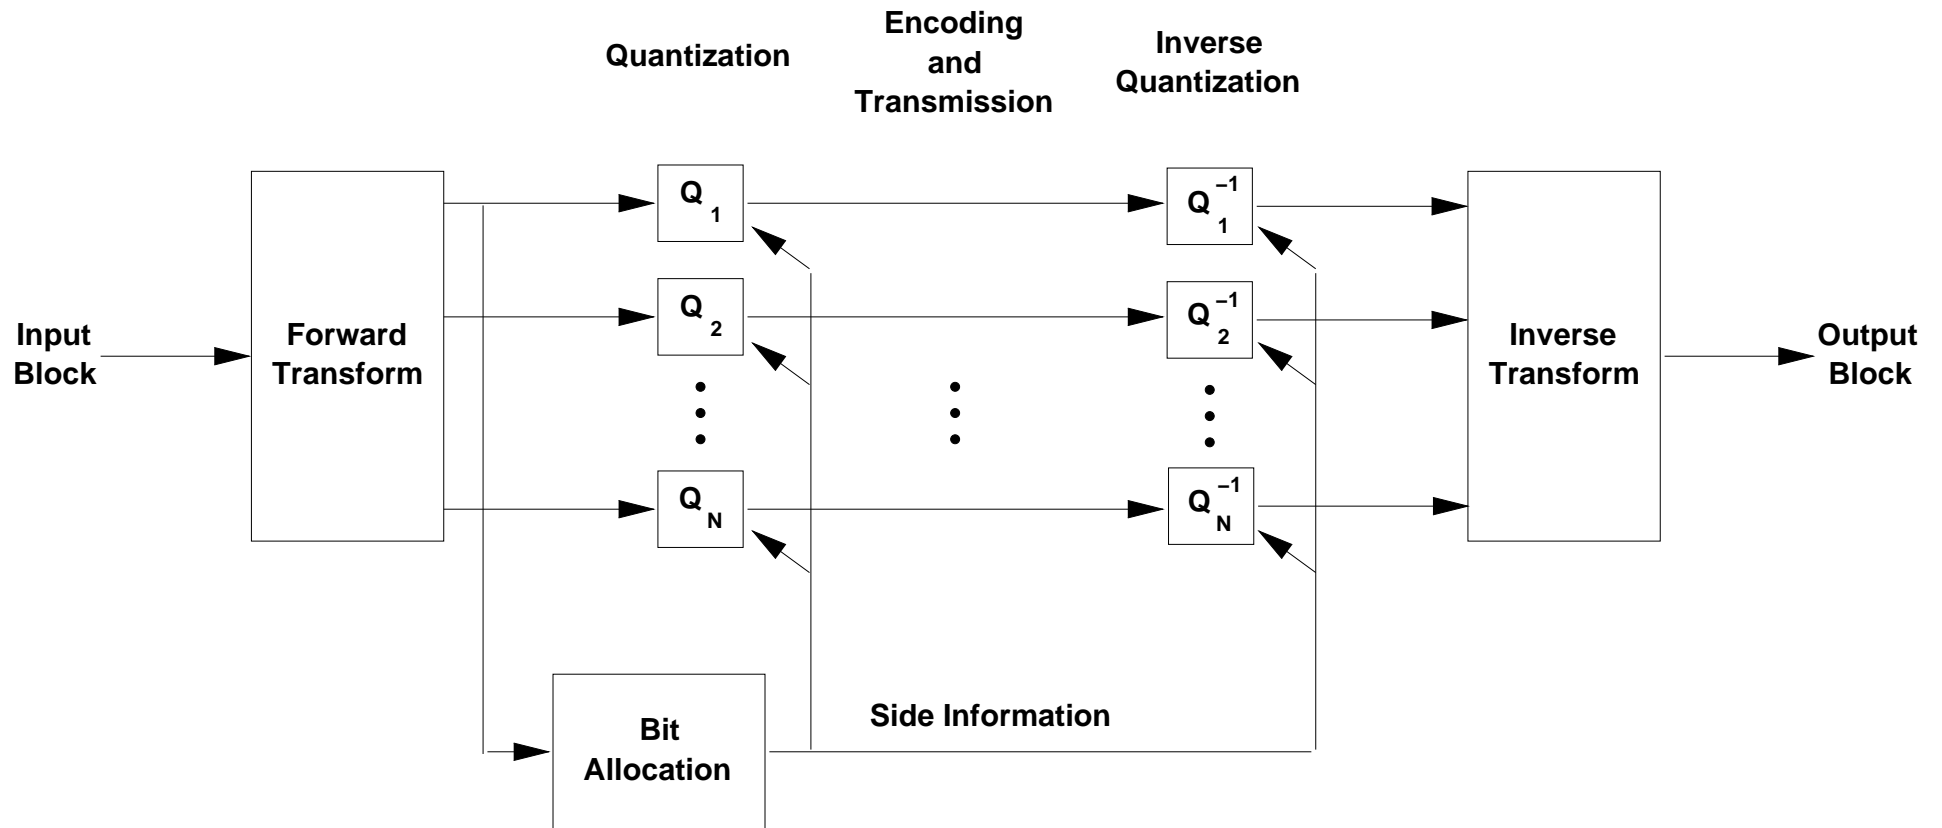 Quantization
Encoding
and
Transmission
Inverse
Quantization
Q 1
Q 1 –1
Q 2
Q 2 –1
Input
Block
Forward
Transform
Inverse
Transform
Output
Block
Q N
Q N –1
Bit
Allocation
Side Information